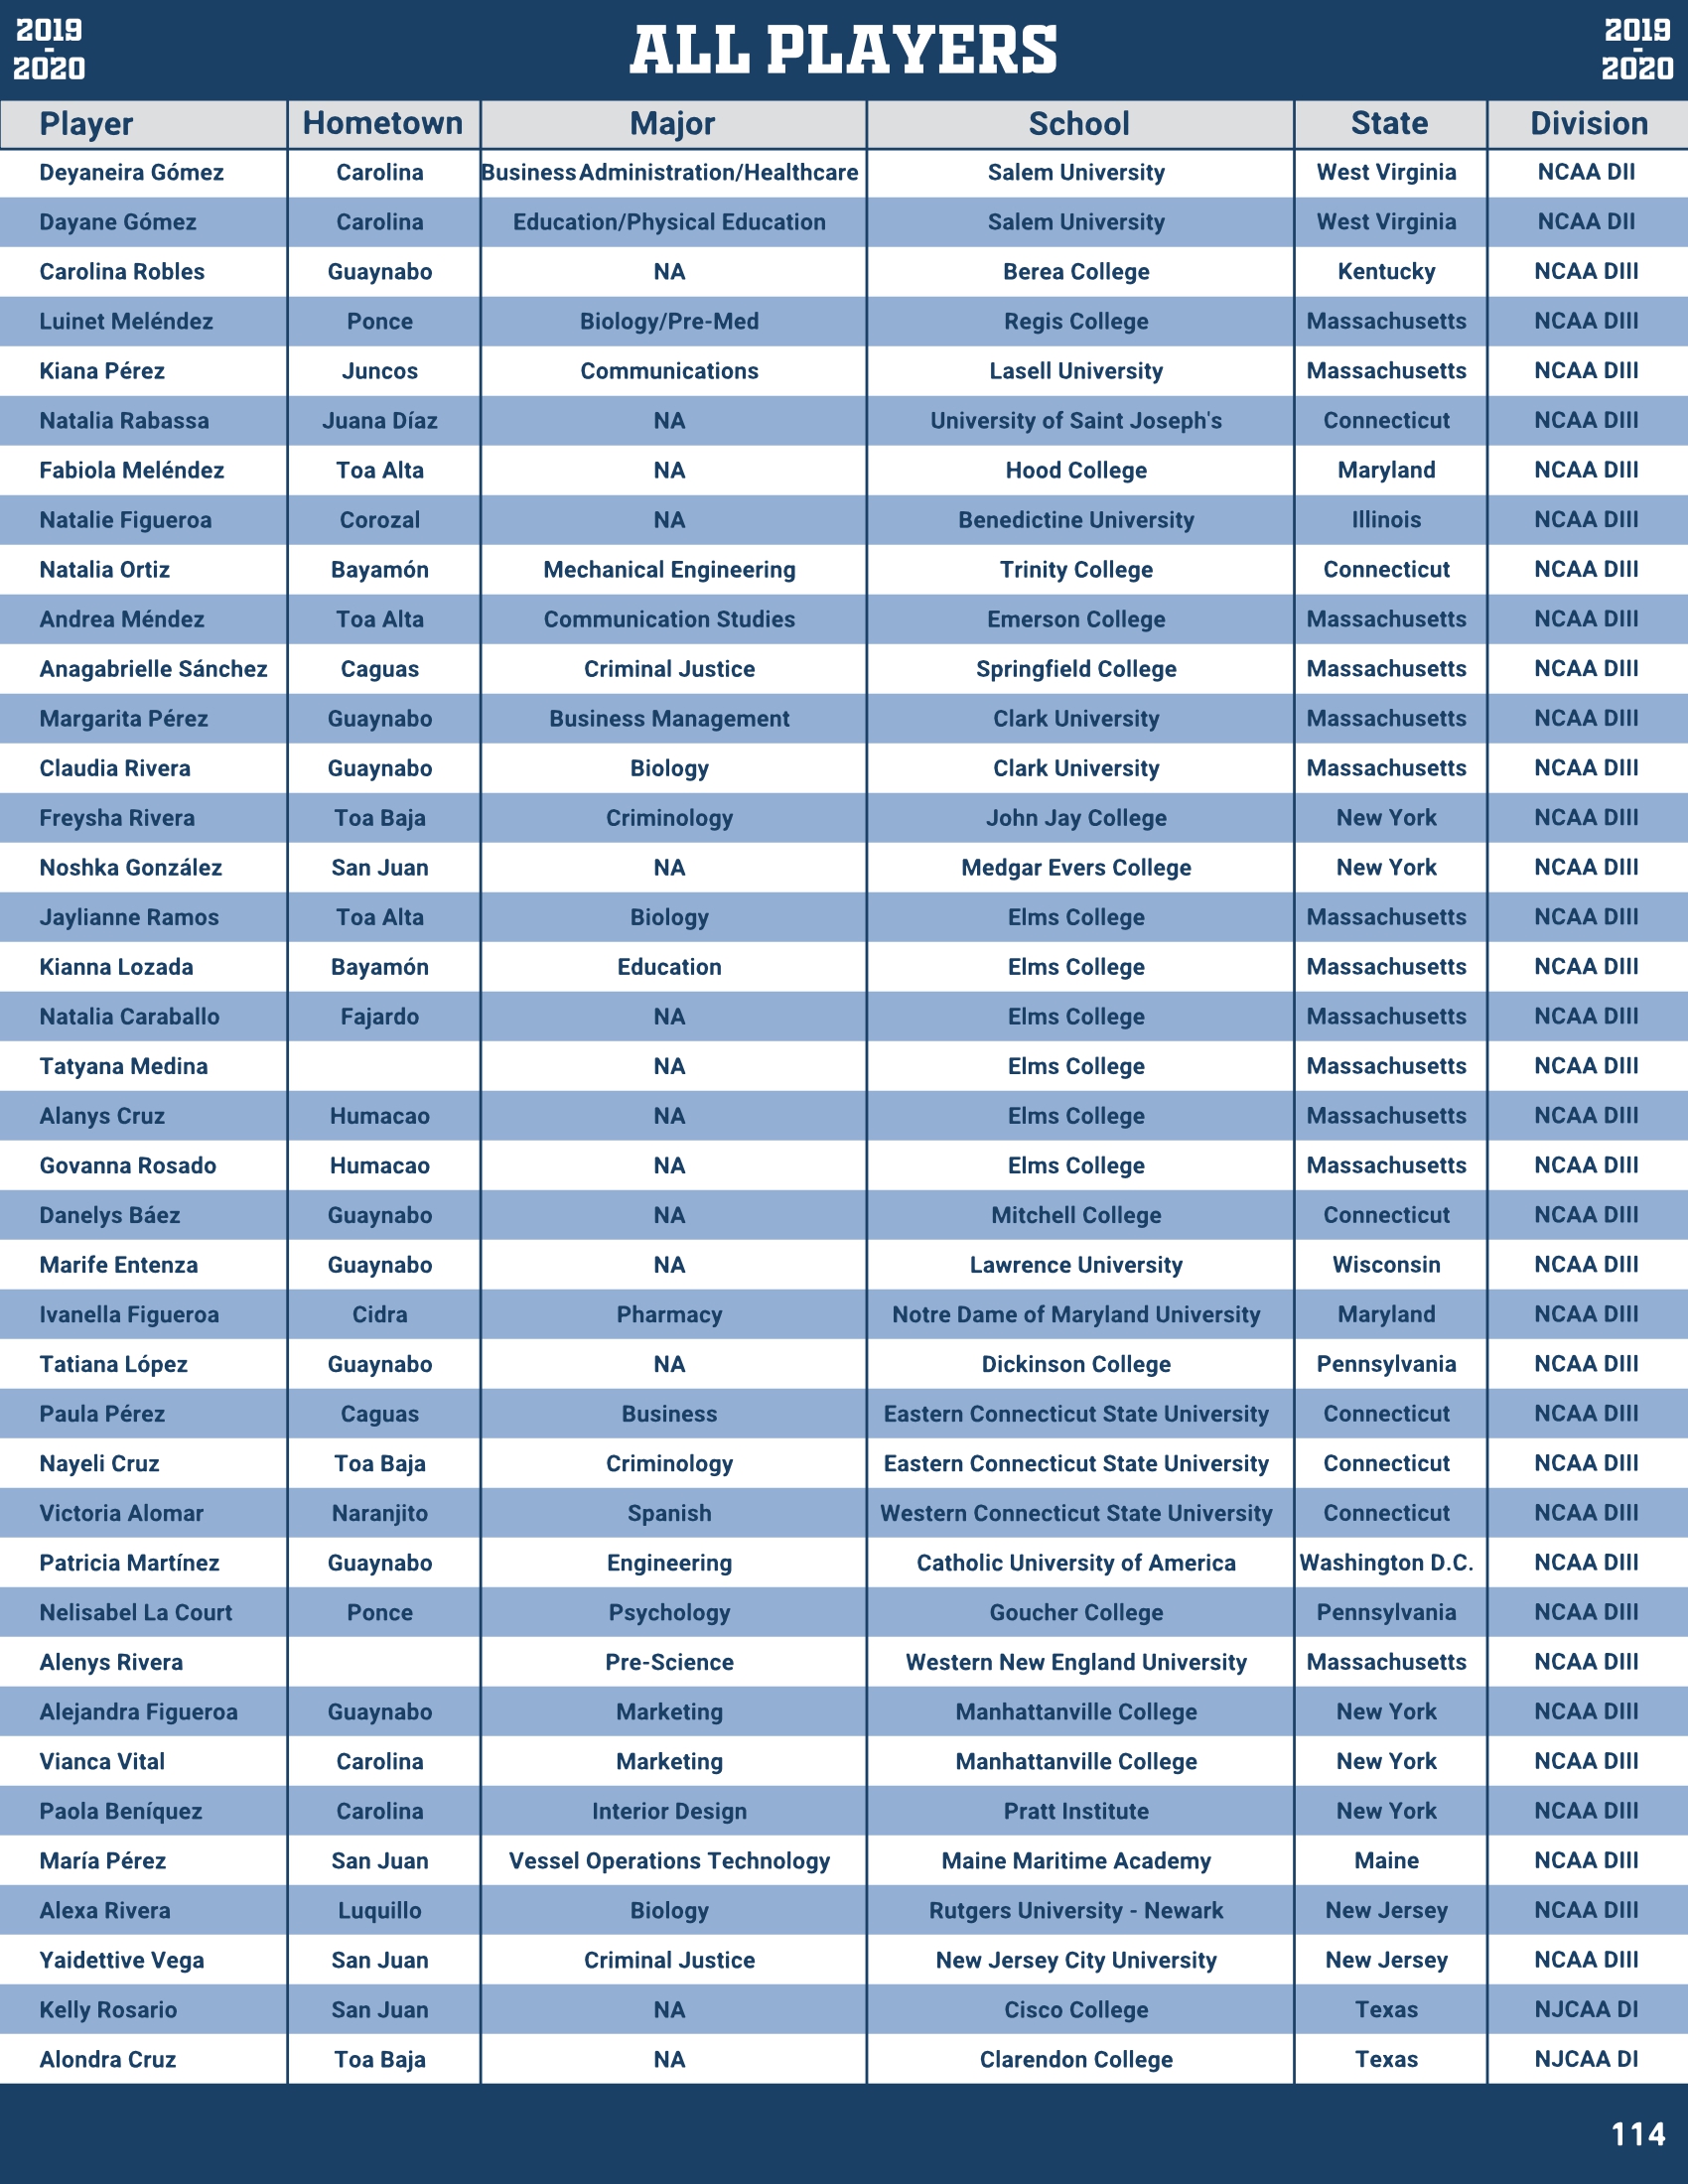 2019
-
2020
ALL PLAYERS
2019
-
2020
Player Hometown Major School State Division
Deyaneira Gómez Carolina Business Administration/Healthcare Salem University West Virginia NCAA DII
Dayane Gómez Carolina Education/Physical Education Salem University West Virginia NCAA DII
Carolina Robles Guaynabo NA Berea College Kentucky NCAA DIII
Luinet Meléndez Ponce Biology/Pre-Med Regis College Massachusetts NCAA DIII
Kiana Pérez Juncos Communications Lasell University Massachusetts NCAA DIII
Natalia Rabassa Juana Díaz NA University of Saint Joseph's Connecticut NCAA DIII
Fabiola Meléndez Toa Alta NA Hood College Maryland NCAA DIII
Natalie Figueroa Corozal NA Benedictine University Illinois NCAA DIII
Natalia Ortiz Bayamón Mechanical Engineering Trinity College Connecticut NCAA DIII
Andrea Méndez Toa Alta Communication Studies Emerson College Massachusetts NCAA DIII
Anagabrielle Sánchez Caguas Criminal Justice Springfield College Massachusetts NCAA DIII
Margarita Pérez Guaynabo Business Management Clark University Massachusetts NCAA DIII
Claudia Rivera Guaynabo Biology Clark University Massachusetts NCAA DIII
Freysha Rivera Toa Baja Criminology John Jay College New York NCAA DIII
Noshka González San Juan NA Medgar Evers College New York NCAA DIII
Jaylianne Ramos Toa Alta Biology Elms College Massachusetts NCAA DIII
Kianna Lozada Bayamón Education Elms College Massachusetts NCAA DIII
Natalia Caraballo Fajardo NA Elms College Massachusetts NCAA DIII
Tatyana Medina NA Elms College Massachusetts NCAA DIII
Alanys Cruz Humacao NA Elms College Massachusetts NCAA DIII
Govanna Rosado Humacao NA Elms College Massachusetts NCAA DIII
Danelys Báez Guaynabo NA Mitchell College Connecticut NCAA DIII
Marife Entenza Guaynabo NA Lawrence University Wisconsin NCAA DIII
Ivanella Figueroa Cidra Pharmacy Notre Dame of Maryland University Maryland NCAA DIII
Tatiana López Guaynabo NA Dickinson College Pennsylvania NCAA DIII
Paula Pérez Caguas Business Eastern Connecticut State University Connecticut NCAA DIII
Nayeli Cruz Toa Baja Criminology Eastern Connecticut State University Connecticut NCAA DIII
Victoria Alomar Naranjito Spanish Western Connecticut State University Connecticut NCAA DIII
Patricia Martínez Guaynabo Engineering Catholic University of America Washington D.C. NCAA DIII
Nelisabel La Court Ponce Psychology Goucher College Pennsylvania NCAA DIII
Alenys Rivera Pre-Science Western New England University Massachusetts NCAA DIII
Alejandra Figueroa Guaynabo Marketing Manhattanville College New York NCAA DIII
Vianca Vital Carolina Marketing Manhattanville College New York NCAA DIII
Paola Beníquez Carolina Interior Design Pratt Institute New York NCAA DIII
María Pérez San Juan Vessel Operations Technology Maine Maritime Academy Maine NCAA DIII
Alexa Rivera Luquillo Biology Rutgers University - Newark New Jersey NCAA DIII
Yaidettive Vega San Juan Criminal Justice New Jersey City University New Jersey NCAA DIII
Kelly Rosario San Juan NA Cisco College Texas NJCAA DI
Alondra Cruz Toa Baja NA Clarendon College Texas NJCAA DI
114